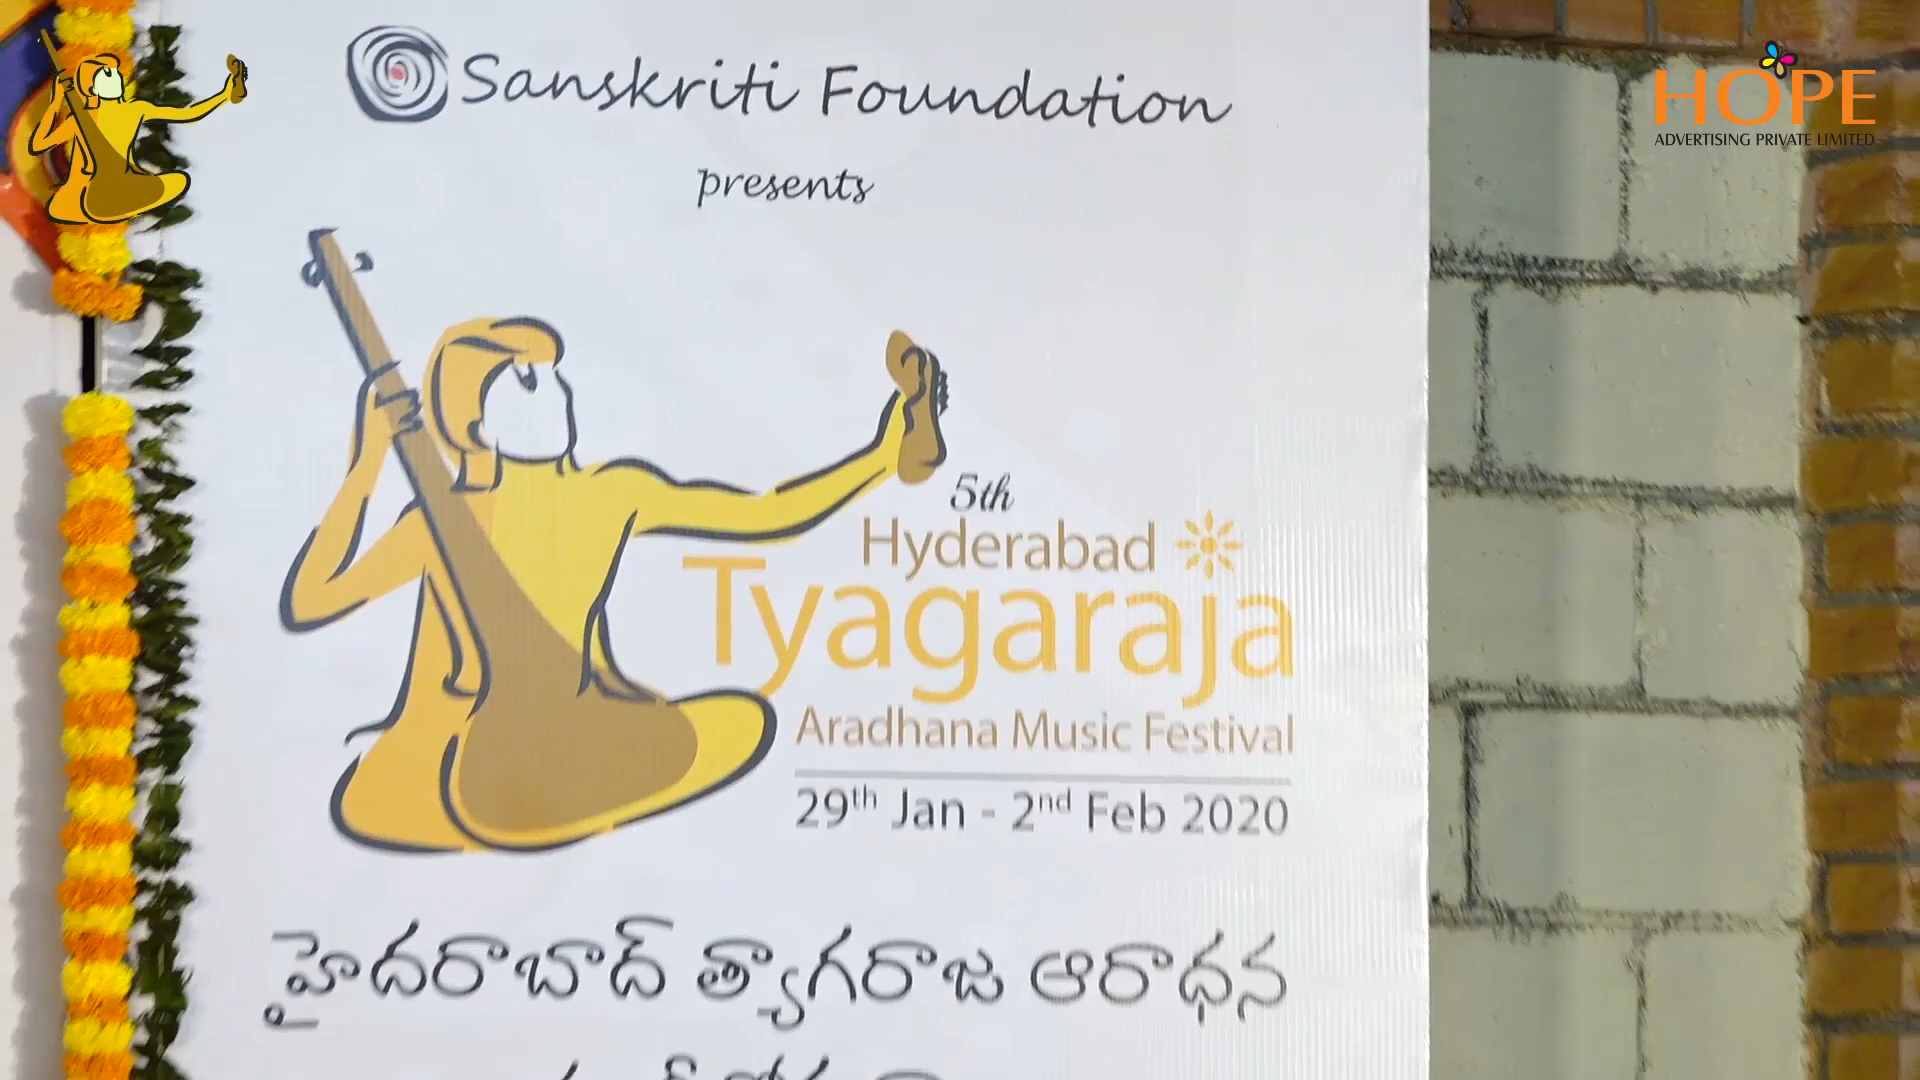 Sanskriti Foundation
presents
5th
Hyderabad
Tyagaraja
Aradhana Music Festival
29th Jan - 2nd Feb 2020
హైదరాబాద్ త్యాగరాజ ఆరాధన
HOPE
ADVERTISING PRIVATE LIMITED